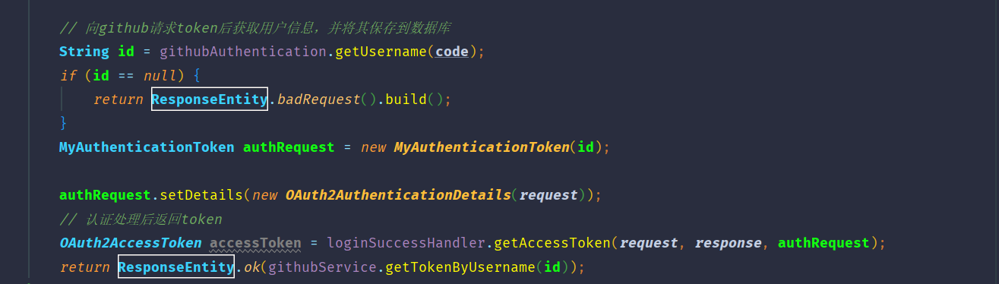 // 向github请求token后获取用户信息，并将其保存到数据库
String id = githubAuthentication.getUsername(code);
if (id == null) {
return ResponseEntity.badRequest().build();
}
MyAuthenticationToken authRequest = new MyAuthenticationToken(id);
authRequest.setDetails(new OAuth2AuthenticationDetails(request));
// 认证处理后返回token
OAuth2AccessToken accessToken = loginSuccessHandler.getAccessToken(request, response, authRequest);
return ResponseEntity.ok(githubService.getTokenByUsername(id));